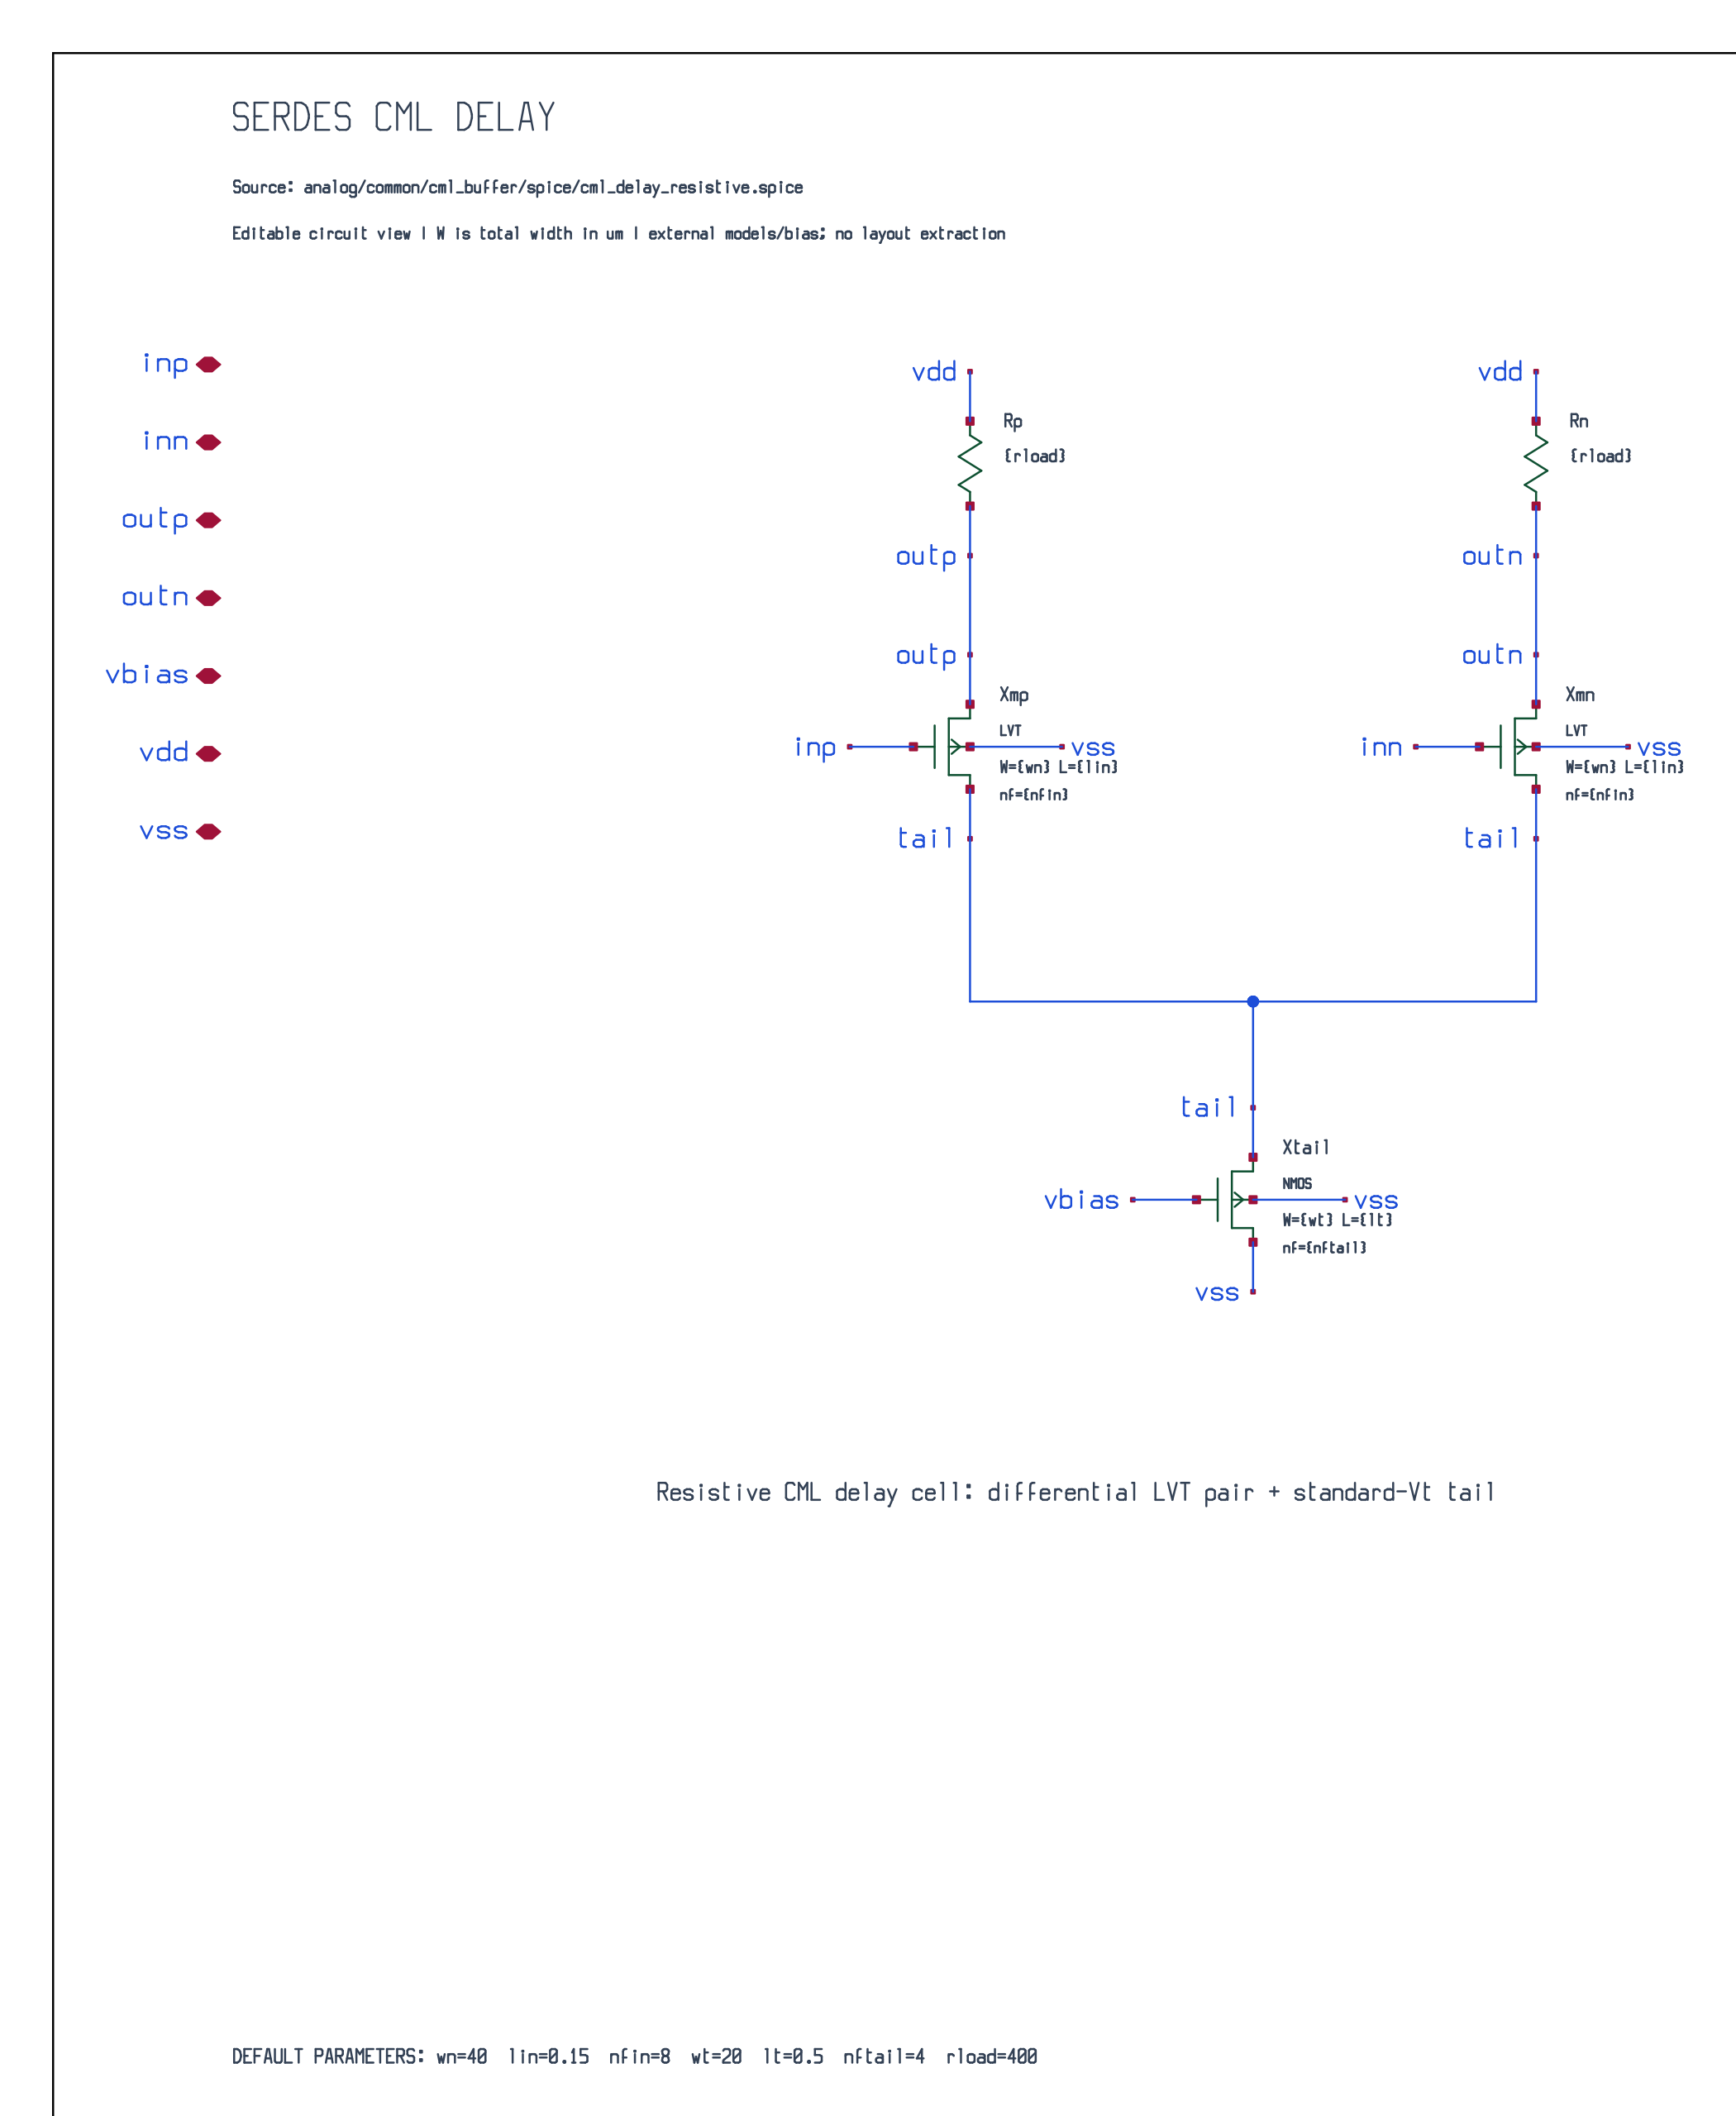 SERDES CML DELAY
Source: analog/common/cml_buffer/spice/cml_delay_resistive.spice
Editable circuit view | W is total width in um | external models/bias; no layout extraction
inp
inn
outp
outn
vbias
vdd
vss
vdd
Rp
{rload}
outp
outp
Xmp
LVT
inp
vss
W={wn} L={lin}
nf={nfin}
tail
vdd
Rn
{rload}
outn
outn
Xmn
LVT
inn
vss
W={wn} L={lin}
nf={nfin}
tail
tail
Xtail
NMOS
vbias
vss
W={wt} L={lt}
nf={nftail}
vss
Resistive CML delay cell: differential LVT pair + standard-Vt tail
DEFAULT PARAMETERS: wn=40 lin=0.15 nfin=8 wt=20 lt=0.5 nftail=4 rload=400